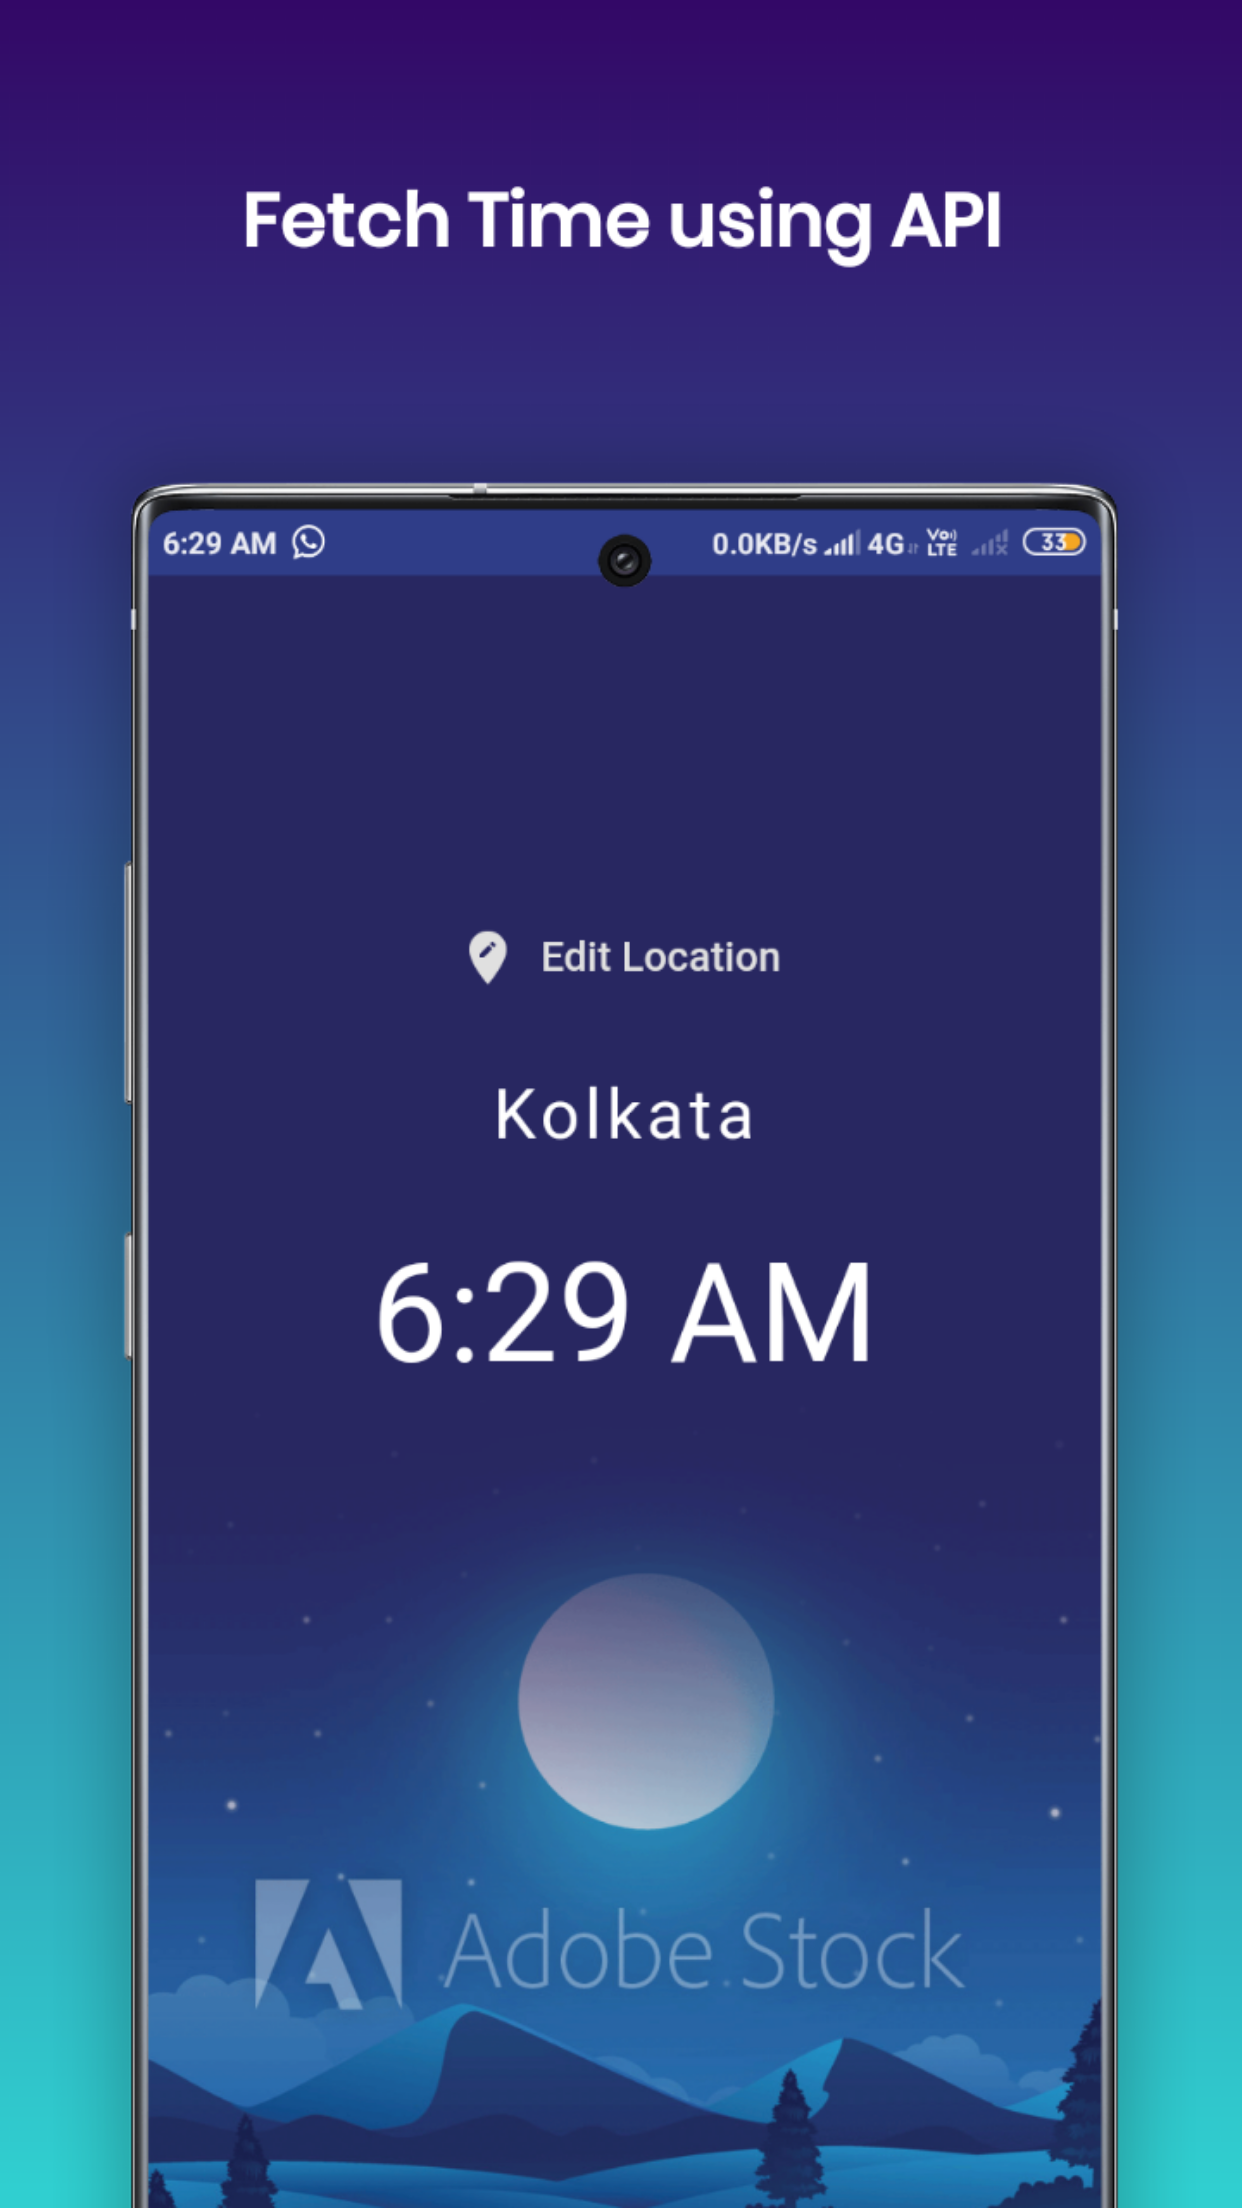 Fetch Time using API
6:29 AM 0.0KB/s 4G Vo) LTE 33
Edit Location
Kolkata
6:29 AM
Adobe Stock